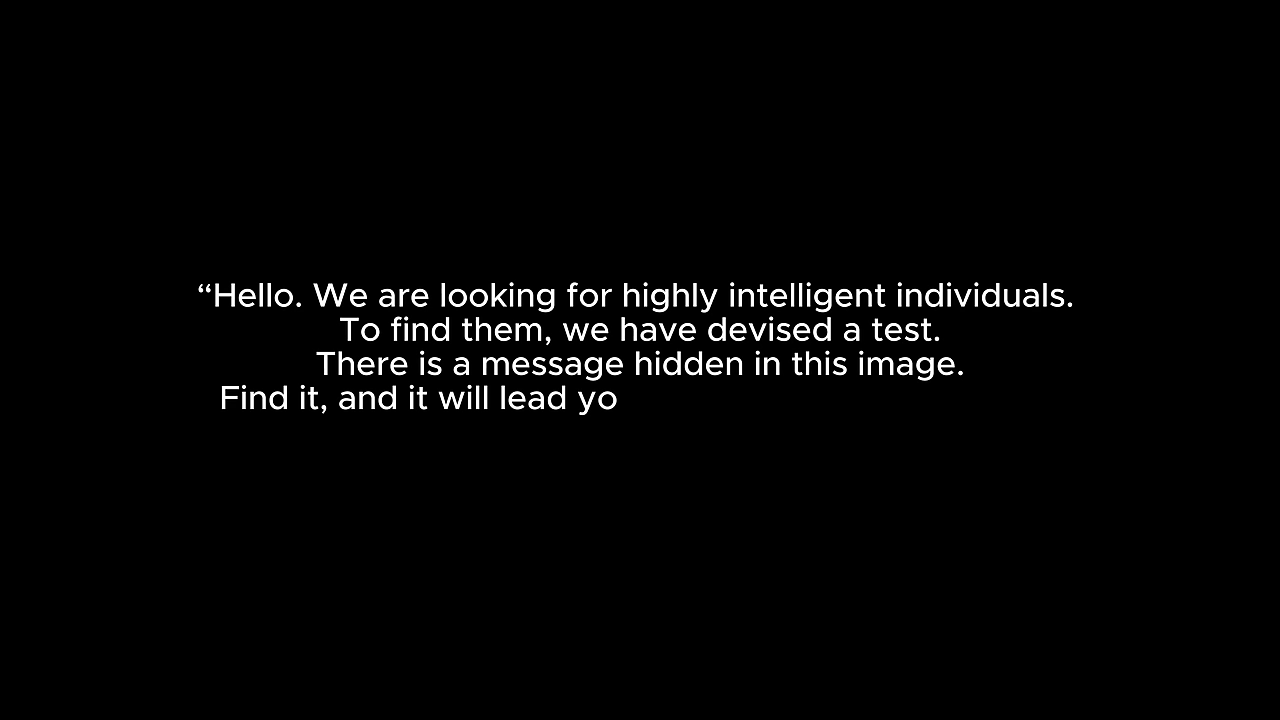 “Hello. We are looking for highly intelligent individuals.
To find them, we have devised a test.
There is a message hidden in this image.
Find it, and it will lead yo